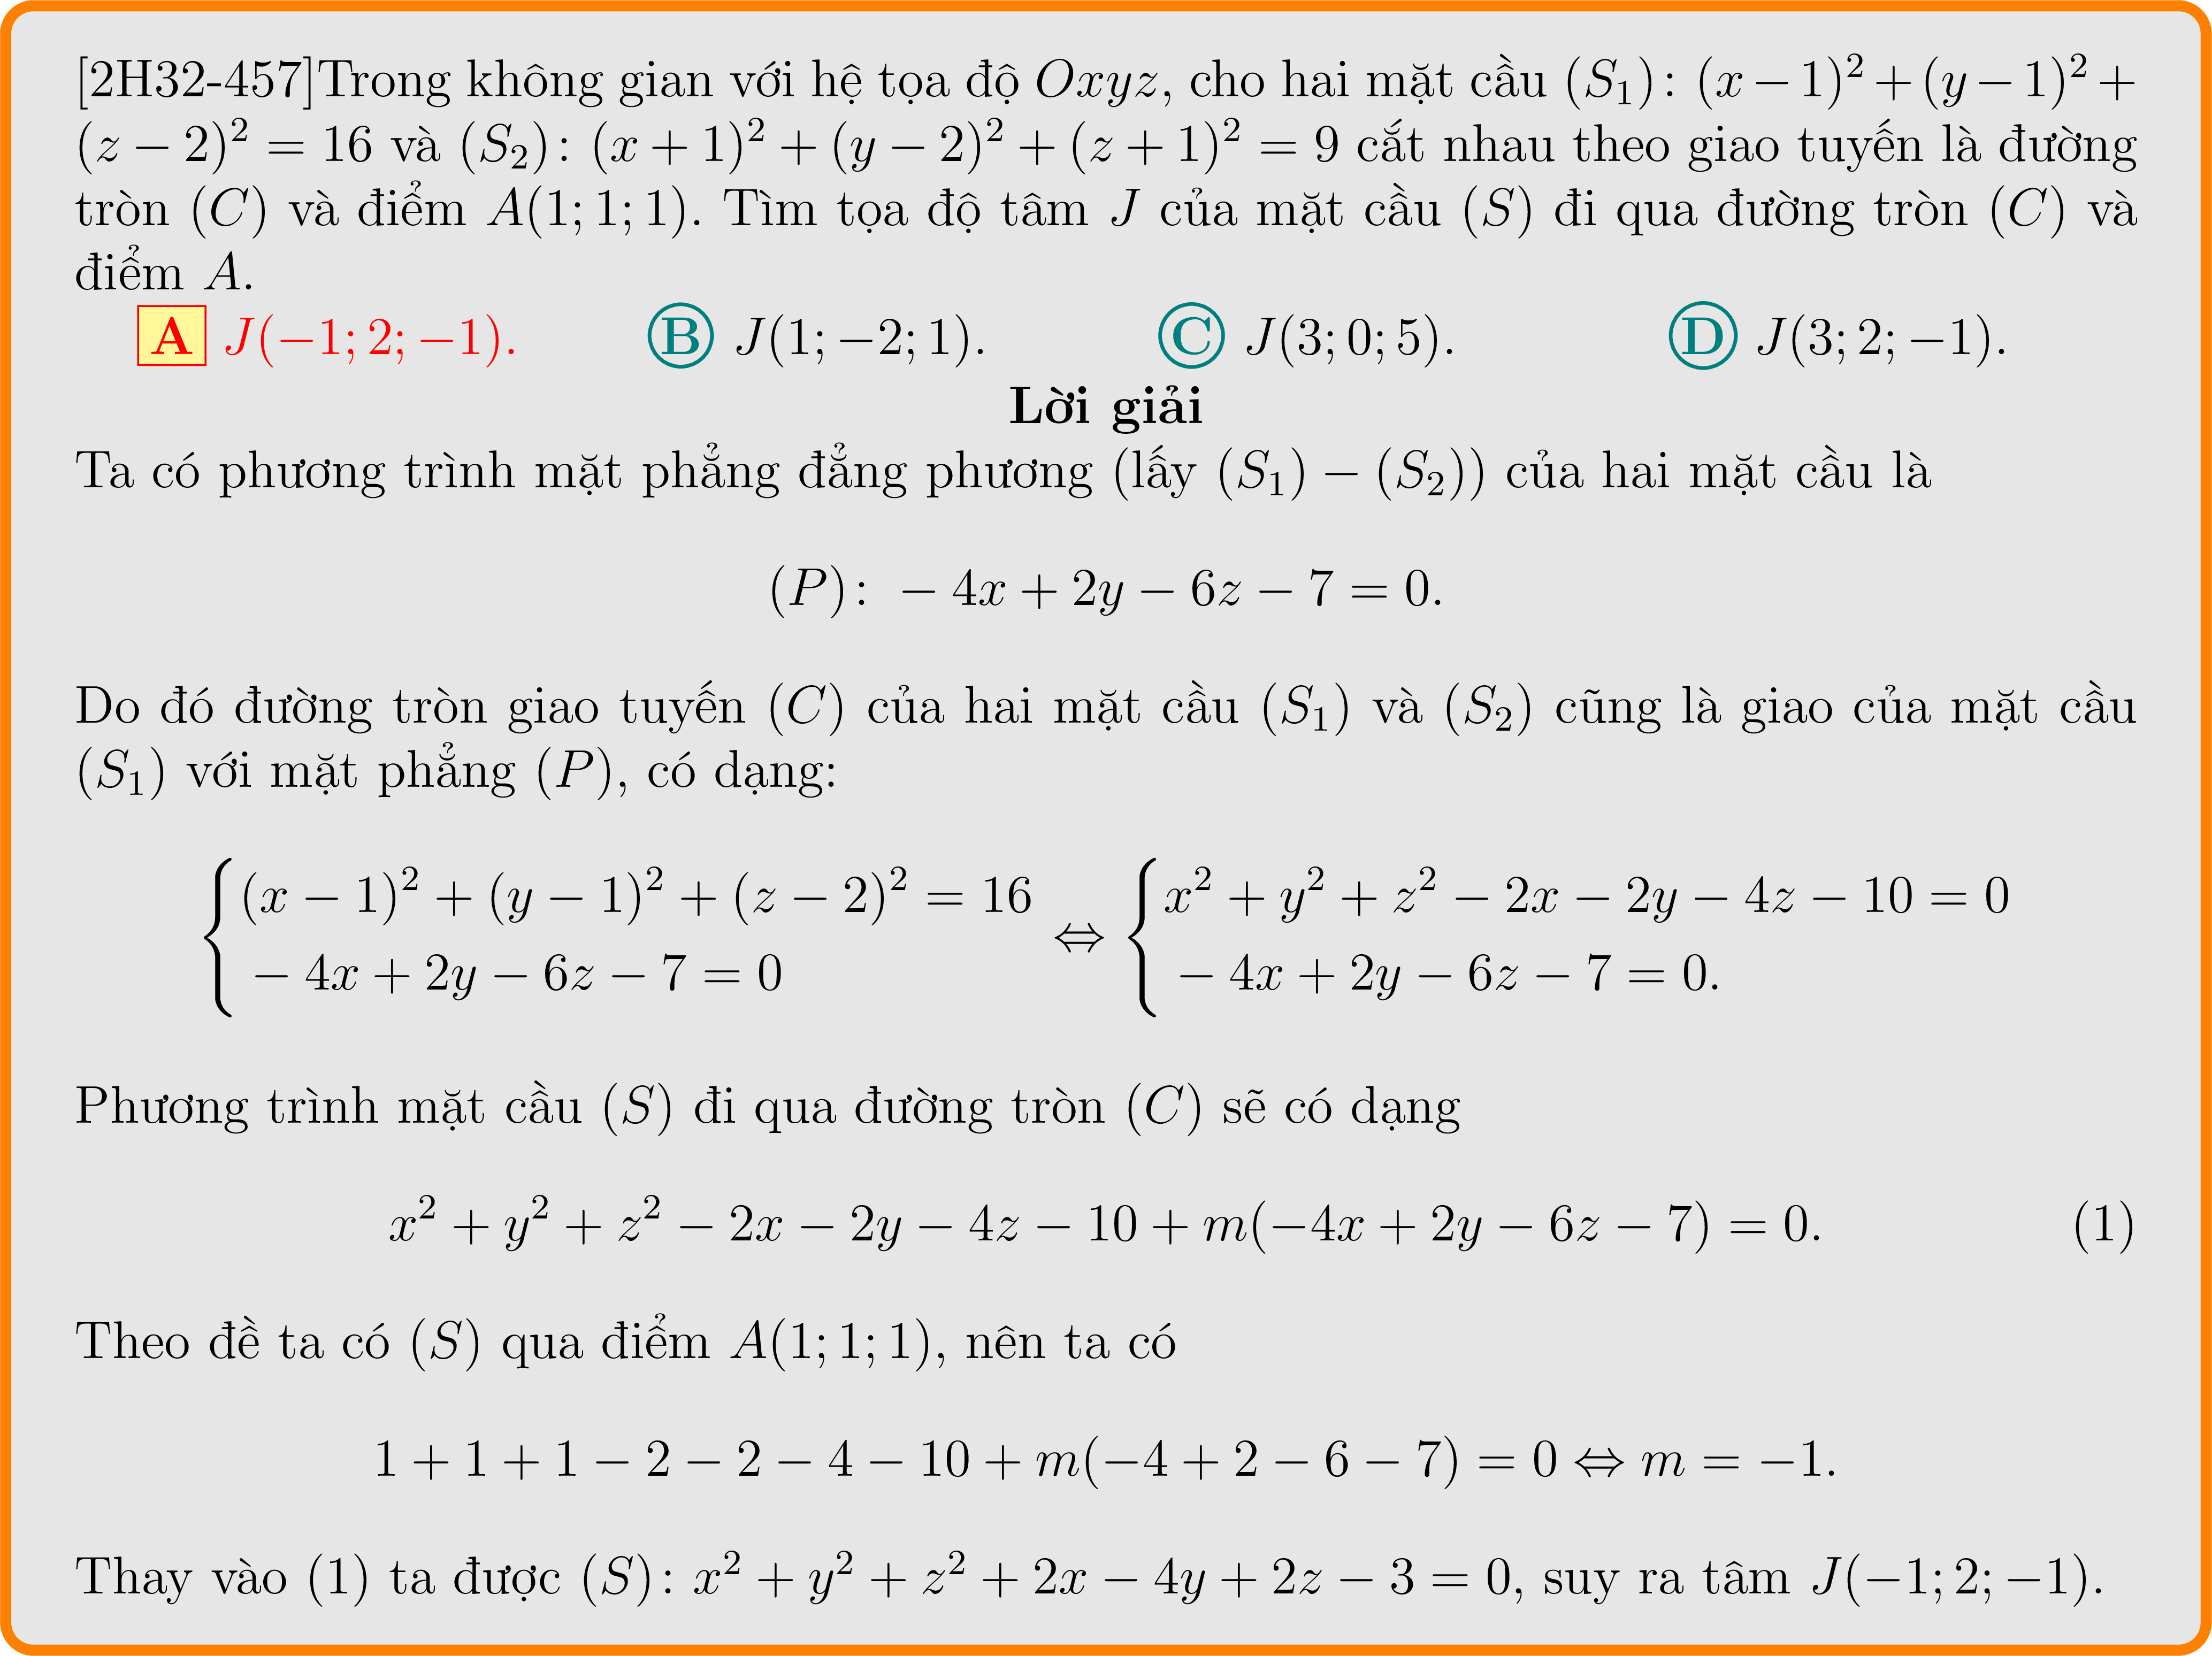 [2H32-457]Trong không gian với hệ tọa độ $Oxyz$, cho hai mặt cầu $(S_1)\colon (x-1)^2+(y-1)^2+$
$(z-2)^2=16$ và $(S_2)\colon (x+1)^2+(y-2)^2+(z+1)^2=9$ cắt nhau theo giao tuyến là đường
tròn $(C)$ và điểm $A(1;1;1)$. Tìm tọa độ tâm $J$ của mặt cầu $(S)$ đi qua đường tròn $(C)$ và
điểm $A$.
A $J(-1;2;-1)$. B $J(1;-2;1)$. C $J(3;0;5)$. D $J(3;2;-1)$.
Lời giải
Ta có phương trình mặt phẳng đẳng phương (lấy $(S_1)-(S_2)$) của hai mặt cầu là
$(P)\colon -4x+2y-6z-7=0.$
Do đó đường tròn giao tuyến $(C)$ của hai mặt cầu $(S_1)$ và $(S_2)$ cũng là giao của mặt cầu
$(S_1)$ với mặt phẳng $(P)$, có dạng:
$\begin{cases}(x-1)^2+(y-1)^2+(z-2)^2=16\\-4x+2y-6z-7=0\end{cases}\Leftrightarrow\begin{cases}x^2+y^2+z^2-2x-2y-4z-10=0\\-4x+2y-6z-7=0.\end{cases}$
Phương trình mặt cầu $(S)$ đi qua đường tròn $(C)$ sẽ có dạng
$x^2+y^2+z^2-2x-2y-4z-10+m(-4x+2y-6z-7)=0.$ (1)
Theo đề ta có $(S)$ qua điểm $A(1;1;1)$, nên ta có
$1+1+1-2-2-4-10+m(-4+2-6-7)=0\Leftrightarrow m=-1.$
Thay vào (1) ta được $(S)\colon x^2+y^2+z^2+2x-4y+2z-3=0$, suy ra tâm $J(-1;2;-1)$.